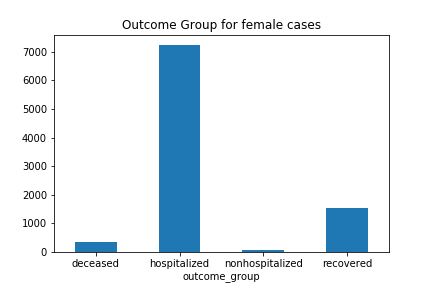 Outcome Group for female cases
7000
6000
5000
4000
3000
2000
1000
0
deceased hospitalized nonhospitalized recovered
outcome_group